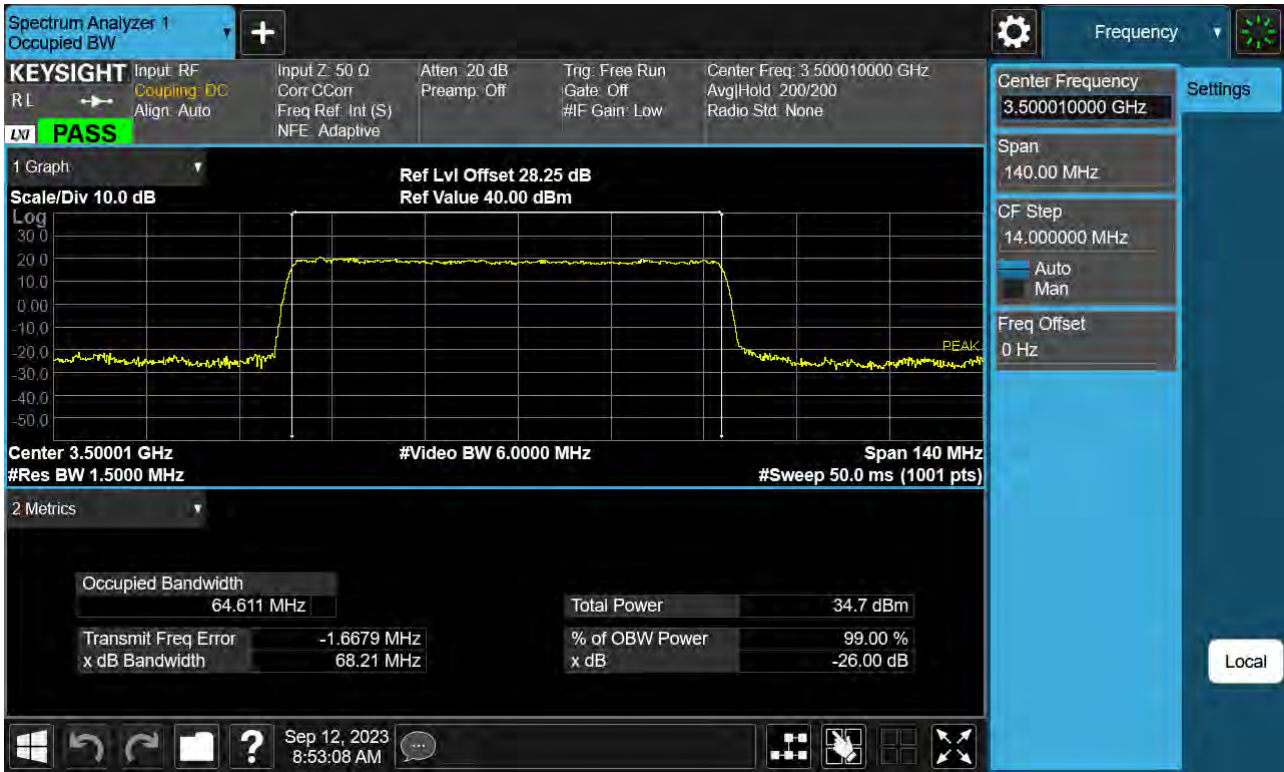 Spectrum Analyzer 1
Occupied BW
+
Frequency
KEYSIGHT
RL
LXI
PASS
Input: RF
Coupling: DC
Align: Auto
Input Z: 50 Ω
Corr CCorr
Freq Ref: Int (S)
NFE: Adaptive
Atten: 20 dB
Preamp: Off
Trig: Free Run
Gate: Off
#IF Gain: Low
Center Freq: 3.500010000 GHz
Avg|Hold: 200/200
Radio Std: None
Center Frequency
3.500010000 GHz
Settings
Span
140.00 MHz
CF Step
14.000000 MHz
Auto
Man
Freq Offset
0 Hz
1 Graph
Scale/Div 10.0 dB
Ref Lvl Offset 28.25 dB
Ref Value 40.00 dBm
Log
30.0
20.0
10.0
0.00
-10.0
-20.0
-30.0
-40.0
-50.0
PEAK
Center 3.50001 GHz
#Res BW 1.5000 MHz
#Video BW 6.0000 MHz
Span 140 MHz
#Sweep 50.0 ms (1001 pts)
2 Metrics
Occupied Bandwidth
64.611 MHz
Transmit Freq Error -1.6679 MHz
x dB Bandwidth 68.21 MHz
Total Power 34.7 dBm
% of OBW Power 99.00 %
x dB -26.00 dB
Local
?
Sep 12, 2023
8:53:08 AM